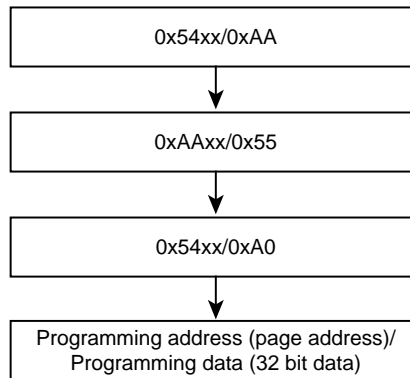 0x54xx/0xAA
0xAAxx/0x55
0x54xx/0xA0
Programming address (page address)/
Programming data (32 bit data)